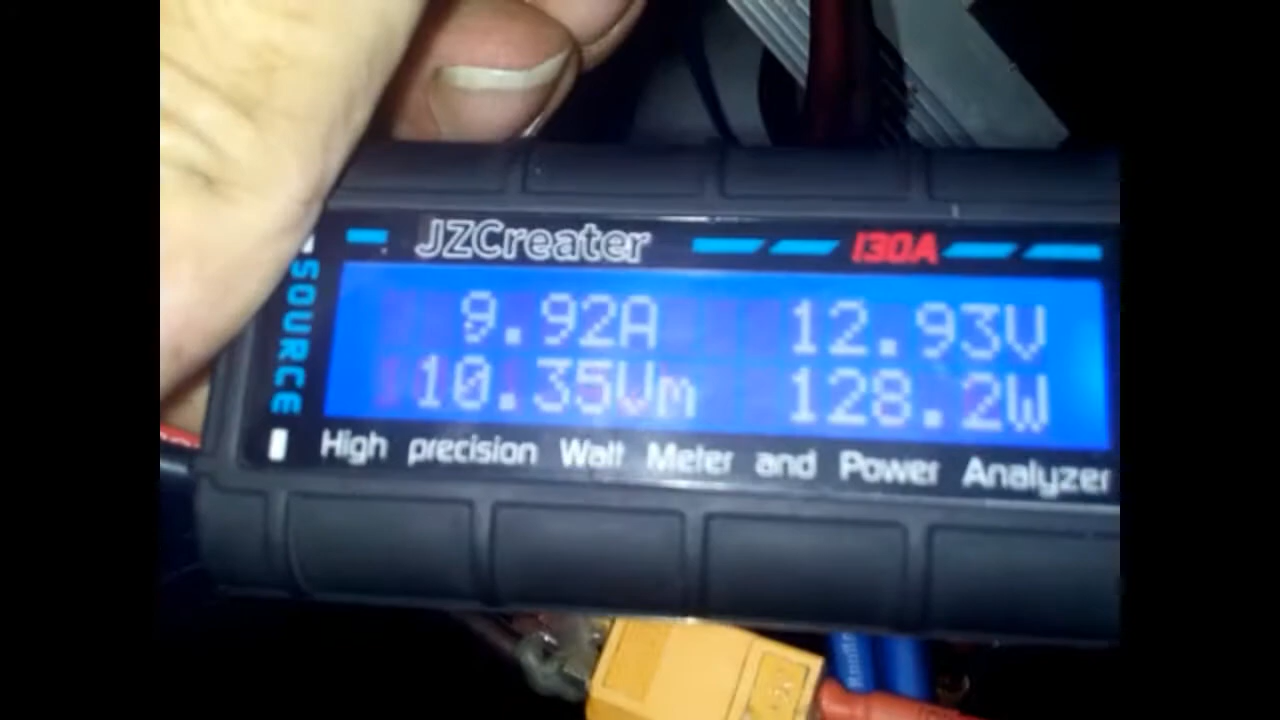 JZCreater 130A
SOURCE
9.92A 12.93V
10.35Vm 128.2W
High precision Watt Meter and Power Analyzer